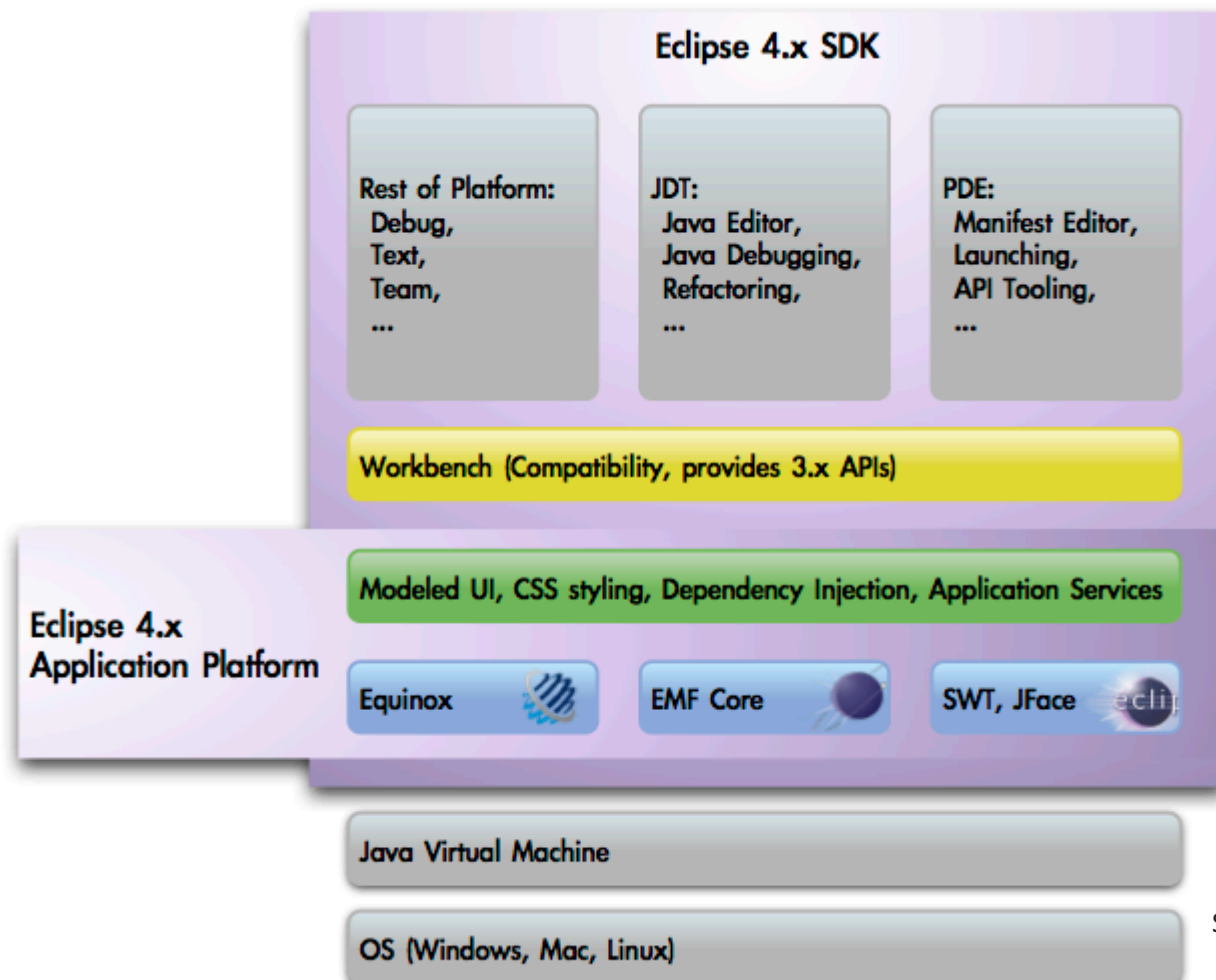 Eclipse 4.x SDK
Rest of Platform:
Debug,
Text,
Team,
...
JDT:
Java Editor,
Java Debugging,
Refactoring,
...
PDE:
Manifest Editor,
Launching,
API Tooling,
...
Workbench (Compatibility, provides 3.x APIs)
Modeled UI, CSS styling, Dependency Injection, Application Services
Eclipse 4.x
Application Platform
Equinox
EMF Core
SWT, JFace
eclip
Java Virtual Machine
OS (Windows, Mac, Linux)